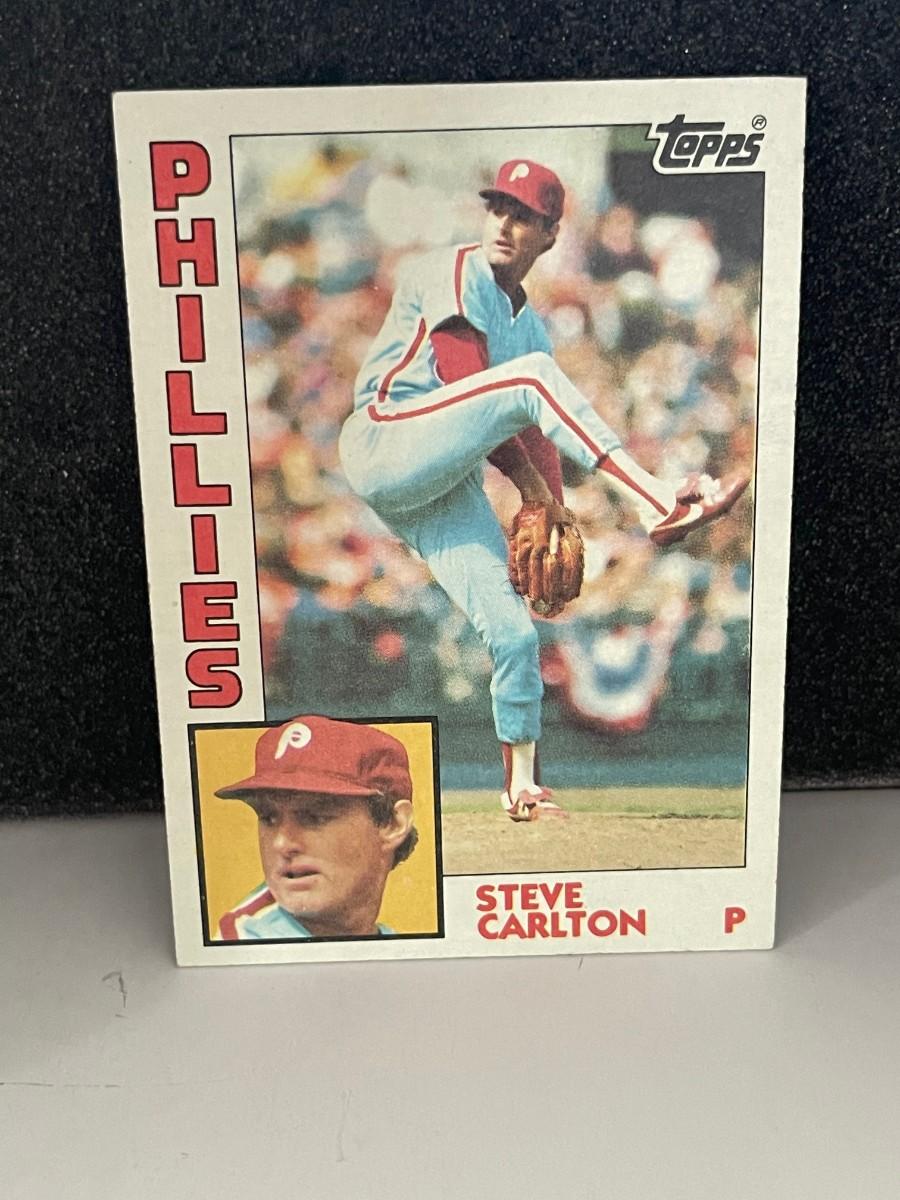 PHILLIES
Topps®
P
P
STEVE
CARLTON
P